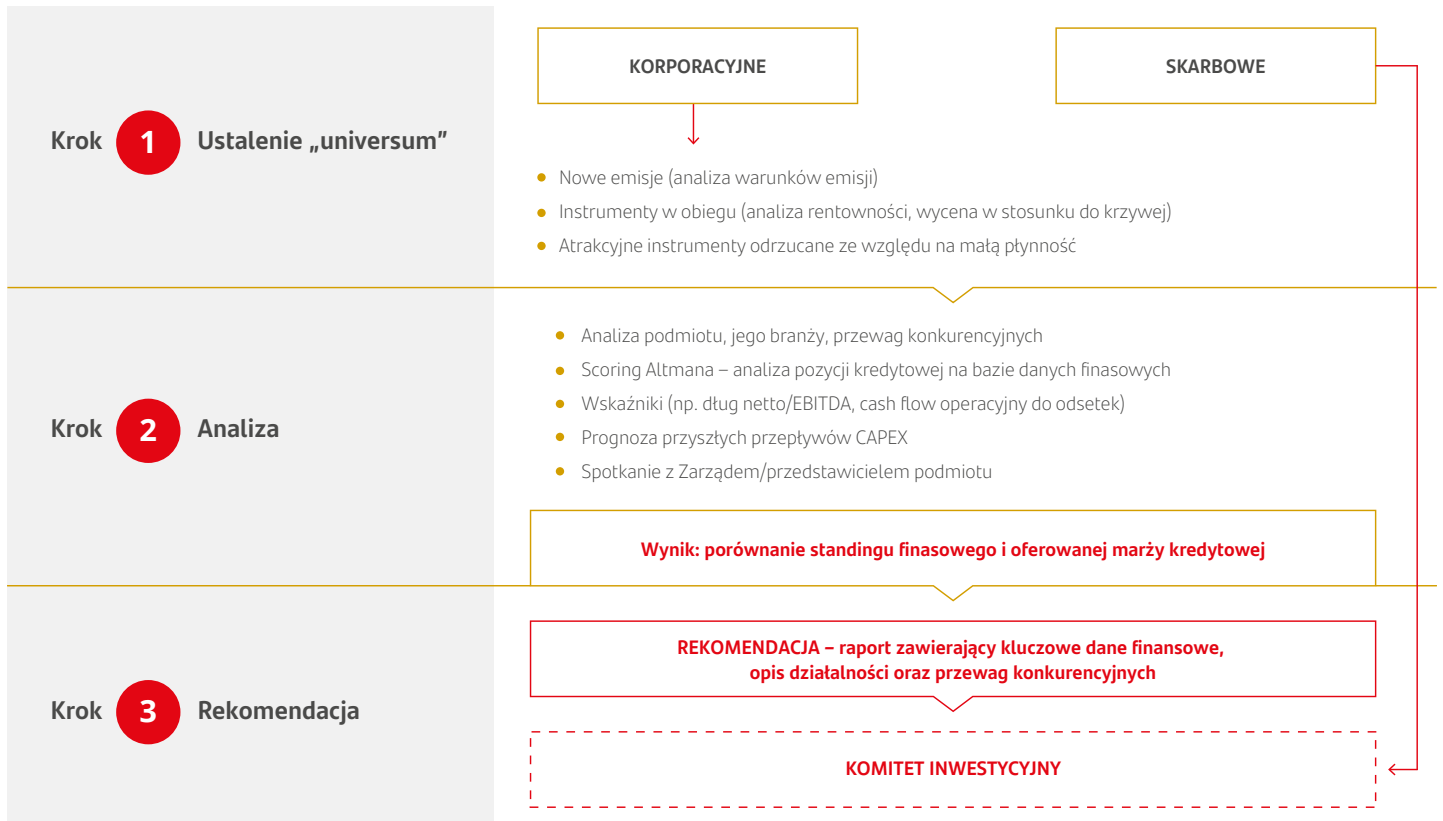 KORPORACYJNE
SKARBOWE
Krok 1 Ustalenie „universum”
Nowe emisje (analiza warunków emisji)
Instrumenty w obiegu (analiza rentowności, wycena w stosunku do krzywej)
Atrakcyjne instrumenty odrzucane ze względu na małą płynność
Krok 2 Analiza
Analiza podmiotu, jego branży, przewag konkurencyjnych
Scoring Altmana – analiza pozycji kredytowej na bazie danych finasowych
Wskaźniki (np. dług netto/EBITDA, cash flow operacyjny do odsetek)
Prognoza przyszłych przepływów CAPEX
Spotkanie z Zarządem/przedstawicielem podmiotu
Wynik: porównanie standingu finasowego i oferowanej marży kredytowej
Krok 3 Rekomendacja
REKOMENDACJA – raport zawierający kluczowe dane finansowe,
opis działalności oraz przewag konkurencyjnych
KOMITET INWESTYCYJNY